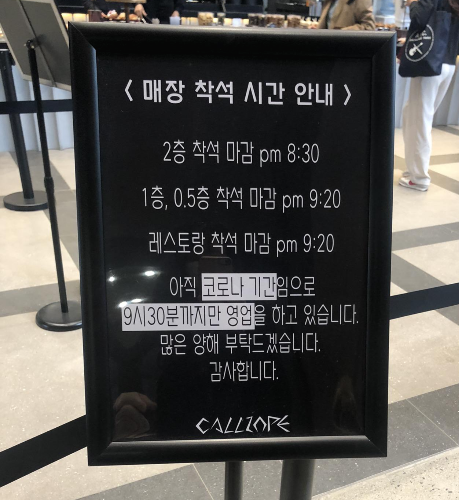 < 매장 착석 시간 안내 >
2층 착석 마감 pm 8:30
1층, 0.5층 착석 마감 pm 9:20
레스토랑 착석 마감 pm 9:20
아직 코로나 기간임으로
9시30분까지만 영업을 하고 있습니다.
많은 양해 부탁드겠습니다.
감사합니다.
CALLIOPE